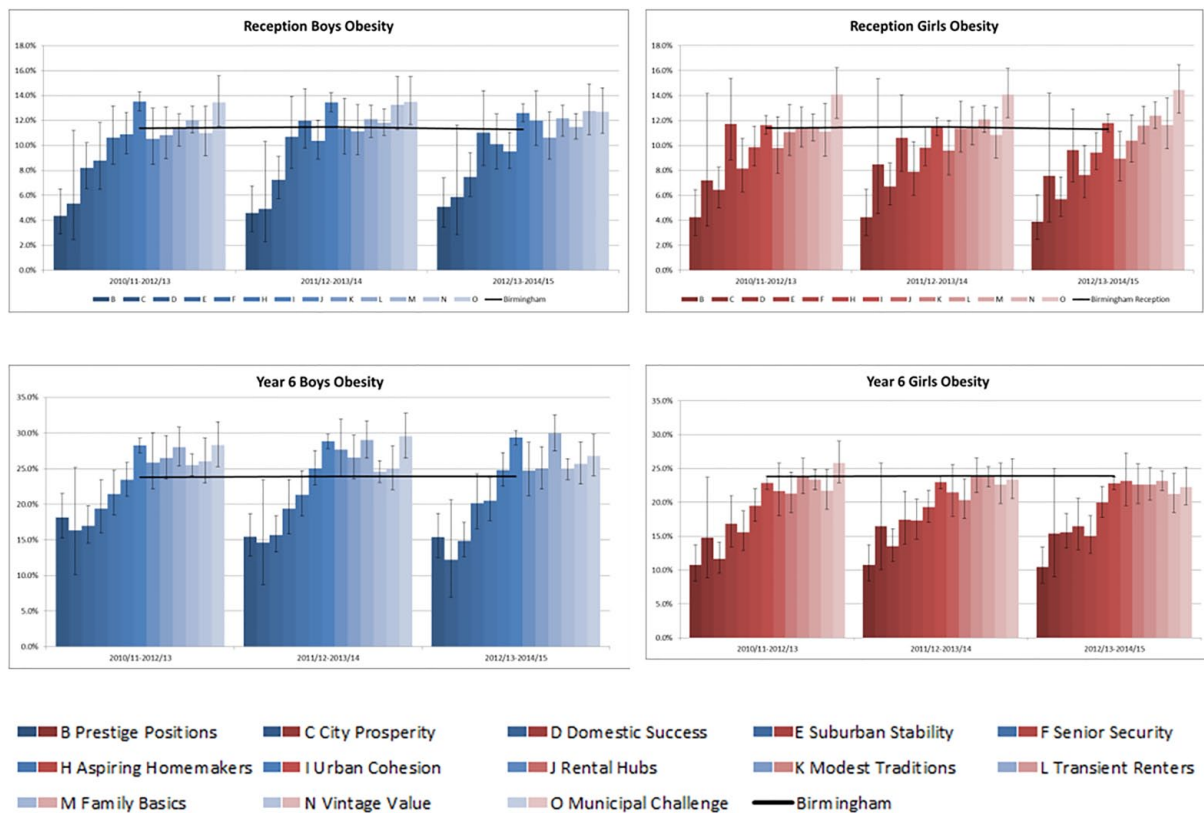 Reception Boys Obesity
18.0%
16.0%
14.0%
12.0%
10.0%
8.0%
6.0%
4.0%
2.0%
0.0%
2010/11-2012/13 2011/12-2013/14 2012/13-2014/15
B C D E F H I J K L M N O Birmingham
Reception Girls Obesity
18.0%
16.0%
14.0%
12.0%
10.0%
8.0%
6.0%
4.0%
2.0%
0.0%
2010/11-2012/13 2011/12-2013/14 2012/13-2014/15
B C D E F H I J K L M N O Birmingham Reception
Year 6 Boys Obesity
35.0%
30.0%
25.0%
20.0%
15.0%
10.0%
5.0%
0.0%
2010/11-2012/13 2011/12-2013/14 2012/13-2014/15
Year 6 Girls Obesity
35.0%
30.0%
25.0%
20.0%
15.0%
10.0%
5.0%
0.0%
2010/11-2012/13 2011/12-2013/14 2012/13-2014/15
B Prestige Positions C City Prosperity D Domestic Success E Suburban Stability F Senior Security
H Aspiring Homemakers I Urban Cohesion J Rental Hubs K Modest Traditions L Transient Renters
M Family Basics N Vintage Value O Municipal Challenge Birmingham